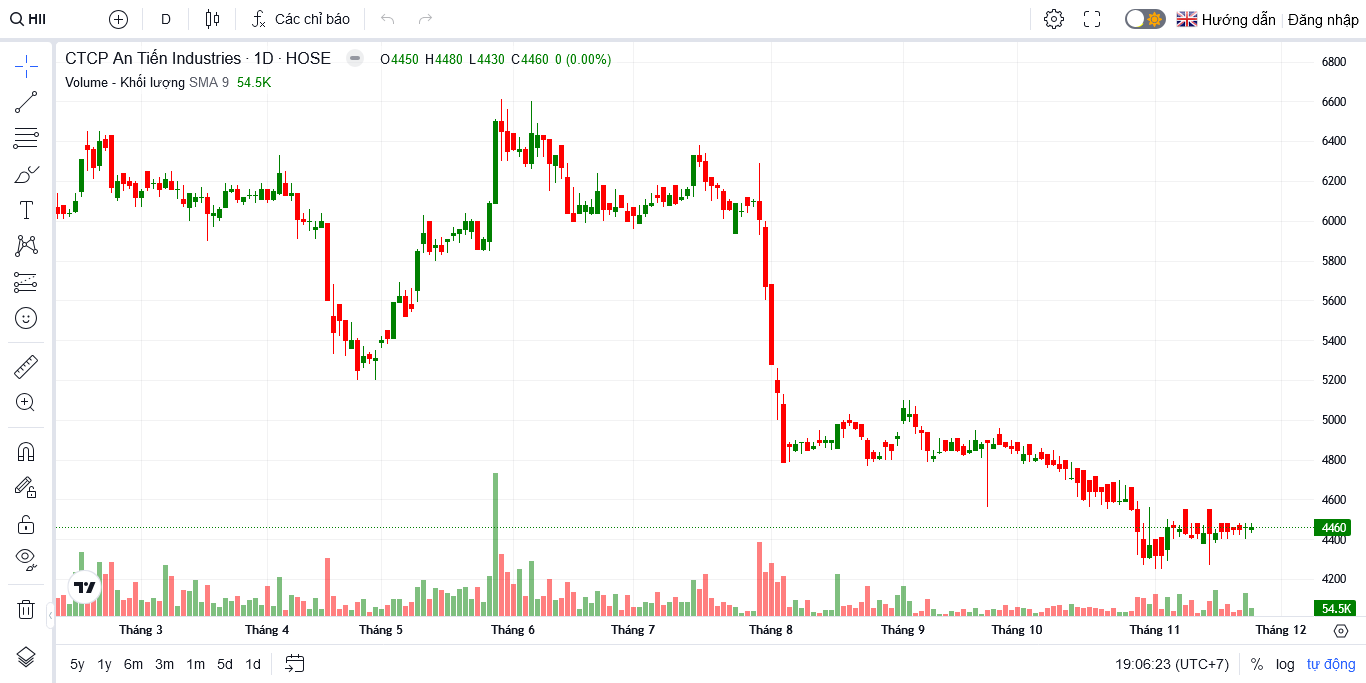 HII D Các chỉ báo Hướng dẫn Đăng nhập
CTCP An Tiến Industries · 1D · HOSE O4450 H4480 L4430 C4460 0 (0.00%)
Volume - Khối lượng SMA 9 54.5K
6800
6600
6400
6200
6000
5800
5600
5400
5200
5000
4800
4600
4460
4400
4200
54.5K
Tháng 3 Tháng 4 Tháng 5 Tháng 6 Tháng 7 Tháng 8 Tháng 9 Tháng 10 Tháng 11 Tháng 12
5y 1y 6m 3m 1m 5d 1d 19:06:23 (UTC+7) % log tự động